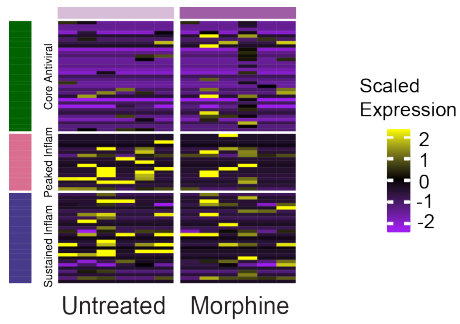 Core Antiviral
Peaked Inflam
Sustained Inflam
Untreated
Morphine
Scaled
Expression
2
1
0
-1
-2